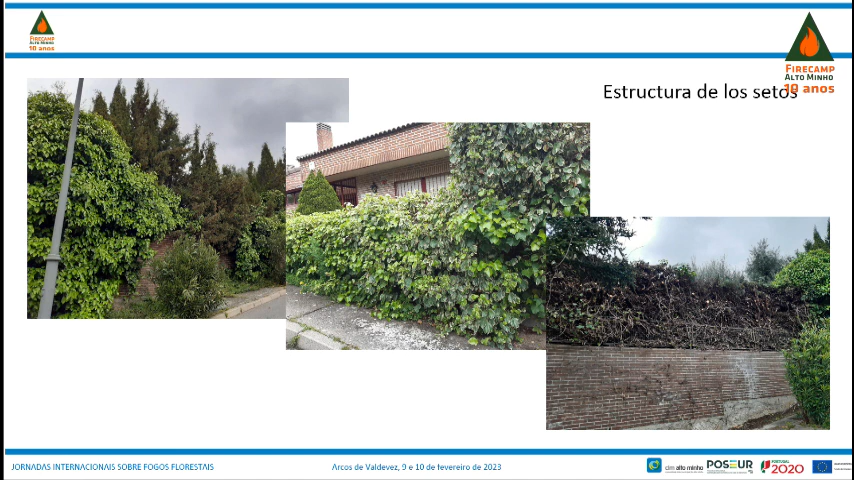 FIRECAMP
ALTO MINHO
10 anos
FIRECAMP
ALTO MINHO
10 anos
Estructura de los setos
JORNADAS INTERNACIONAIS SOBRE FOGOS FLORESTAIS
Arcos de Valdevez, 9 e 10 de fevereiro de 2023
cim alto minho
POSEUR
PORTUGAL
2020